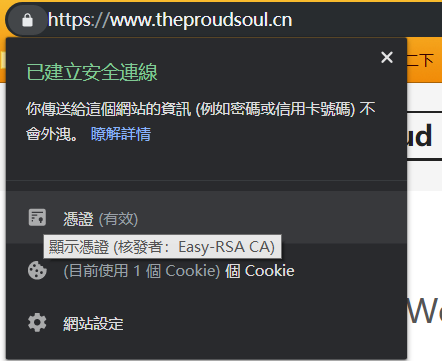 https://www.theproudsoul.cn
已建立安全連線
二下
你傳送給這個網站的資訊 (例如密碼或信用卡號碼) 不
會外洩。 瞭解詳情
ud
憑證 (有效)
顯示憑證 (核發者：Easy-RSA CA)
(目前使用 1 個 Cookie) 個 Cookie
We
網站設定